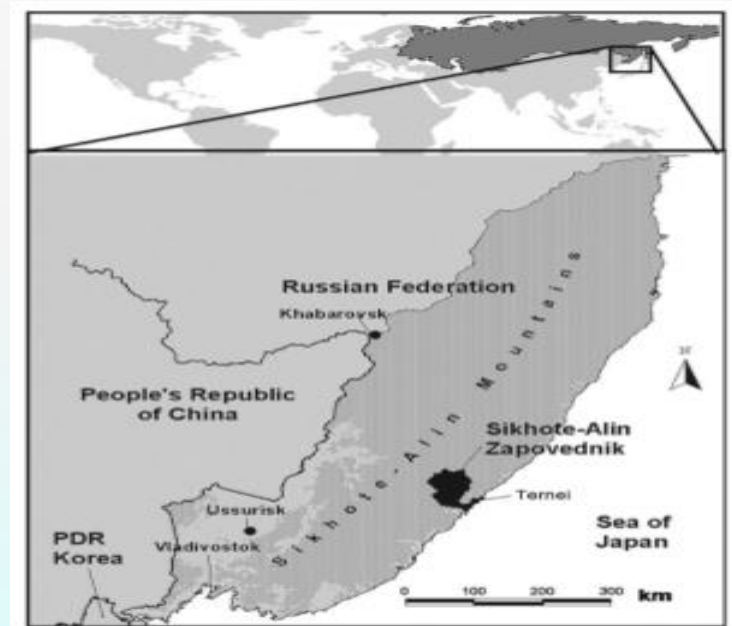 Russian Federation
Khabarovsk
People's Republic
of China
Sikhote-Alin Mountains
Sikhote-Alin
Zapovednik
Ternei
Ussurisk
Vladivostok
PDR
Korea
Sea of
Japan
0 100 200 300 km